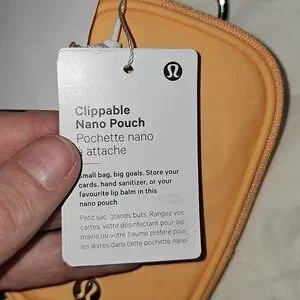 Clippable
Nano Pouch
Pochette nano
à attache
Small bag, big goals. Store your
cards, hand sanitizer, or your
favourite lip balm in this
nano pouch
Petit sac, grands buts. Rangez vos
cartes, votre désinfectant pour les
mains ou votre baume préféré pour
les lèvres dans cette pochette nano